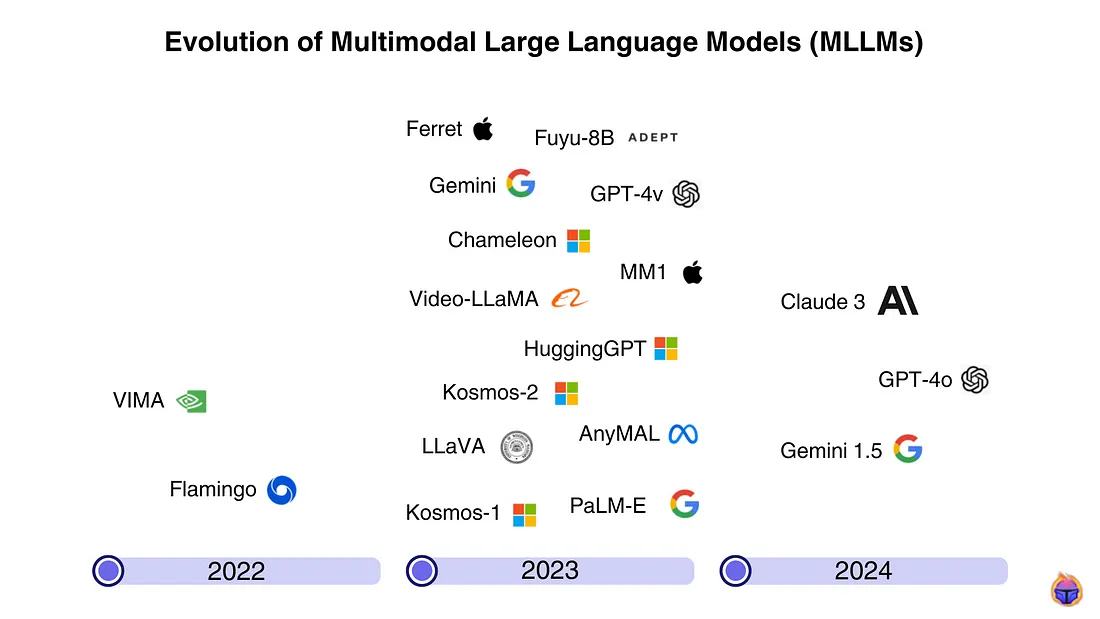 Evolution of Multimodal Large Language Models (MLLMs)
Ferret
Fuyu-8B ADEPT
Gemini
GPT-4v
Chameleon
MM1
Video-LLaMA
Claude 3
HuggingGPT
GPT-4o
Kosmos-2
VIMA
AnyMAL
LLaVA
Gemini 1.5
Flamingo
PaLM-E
Kosmos-1
2022
2023
2024